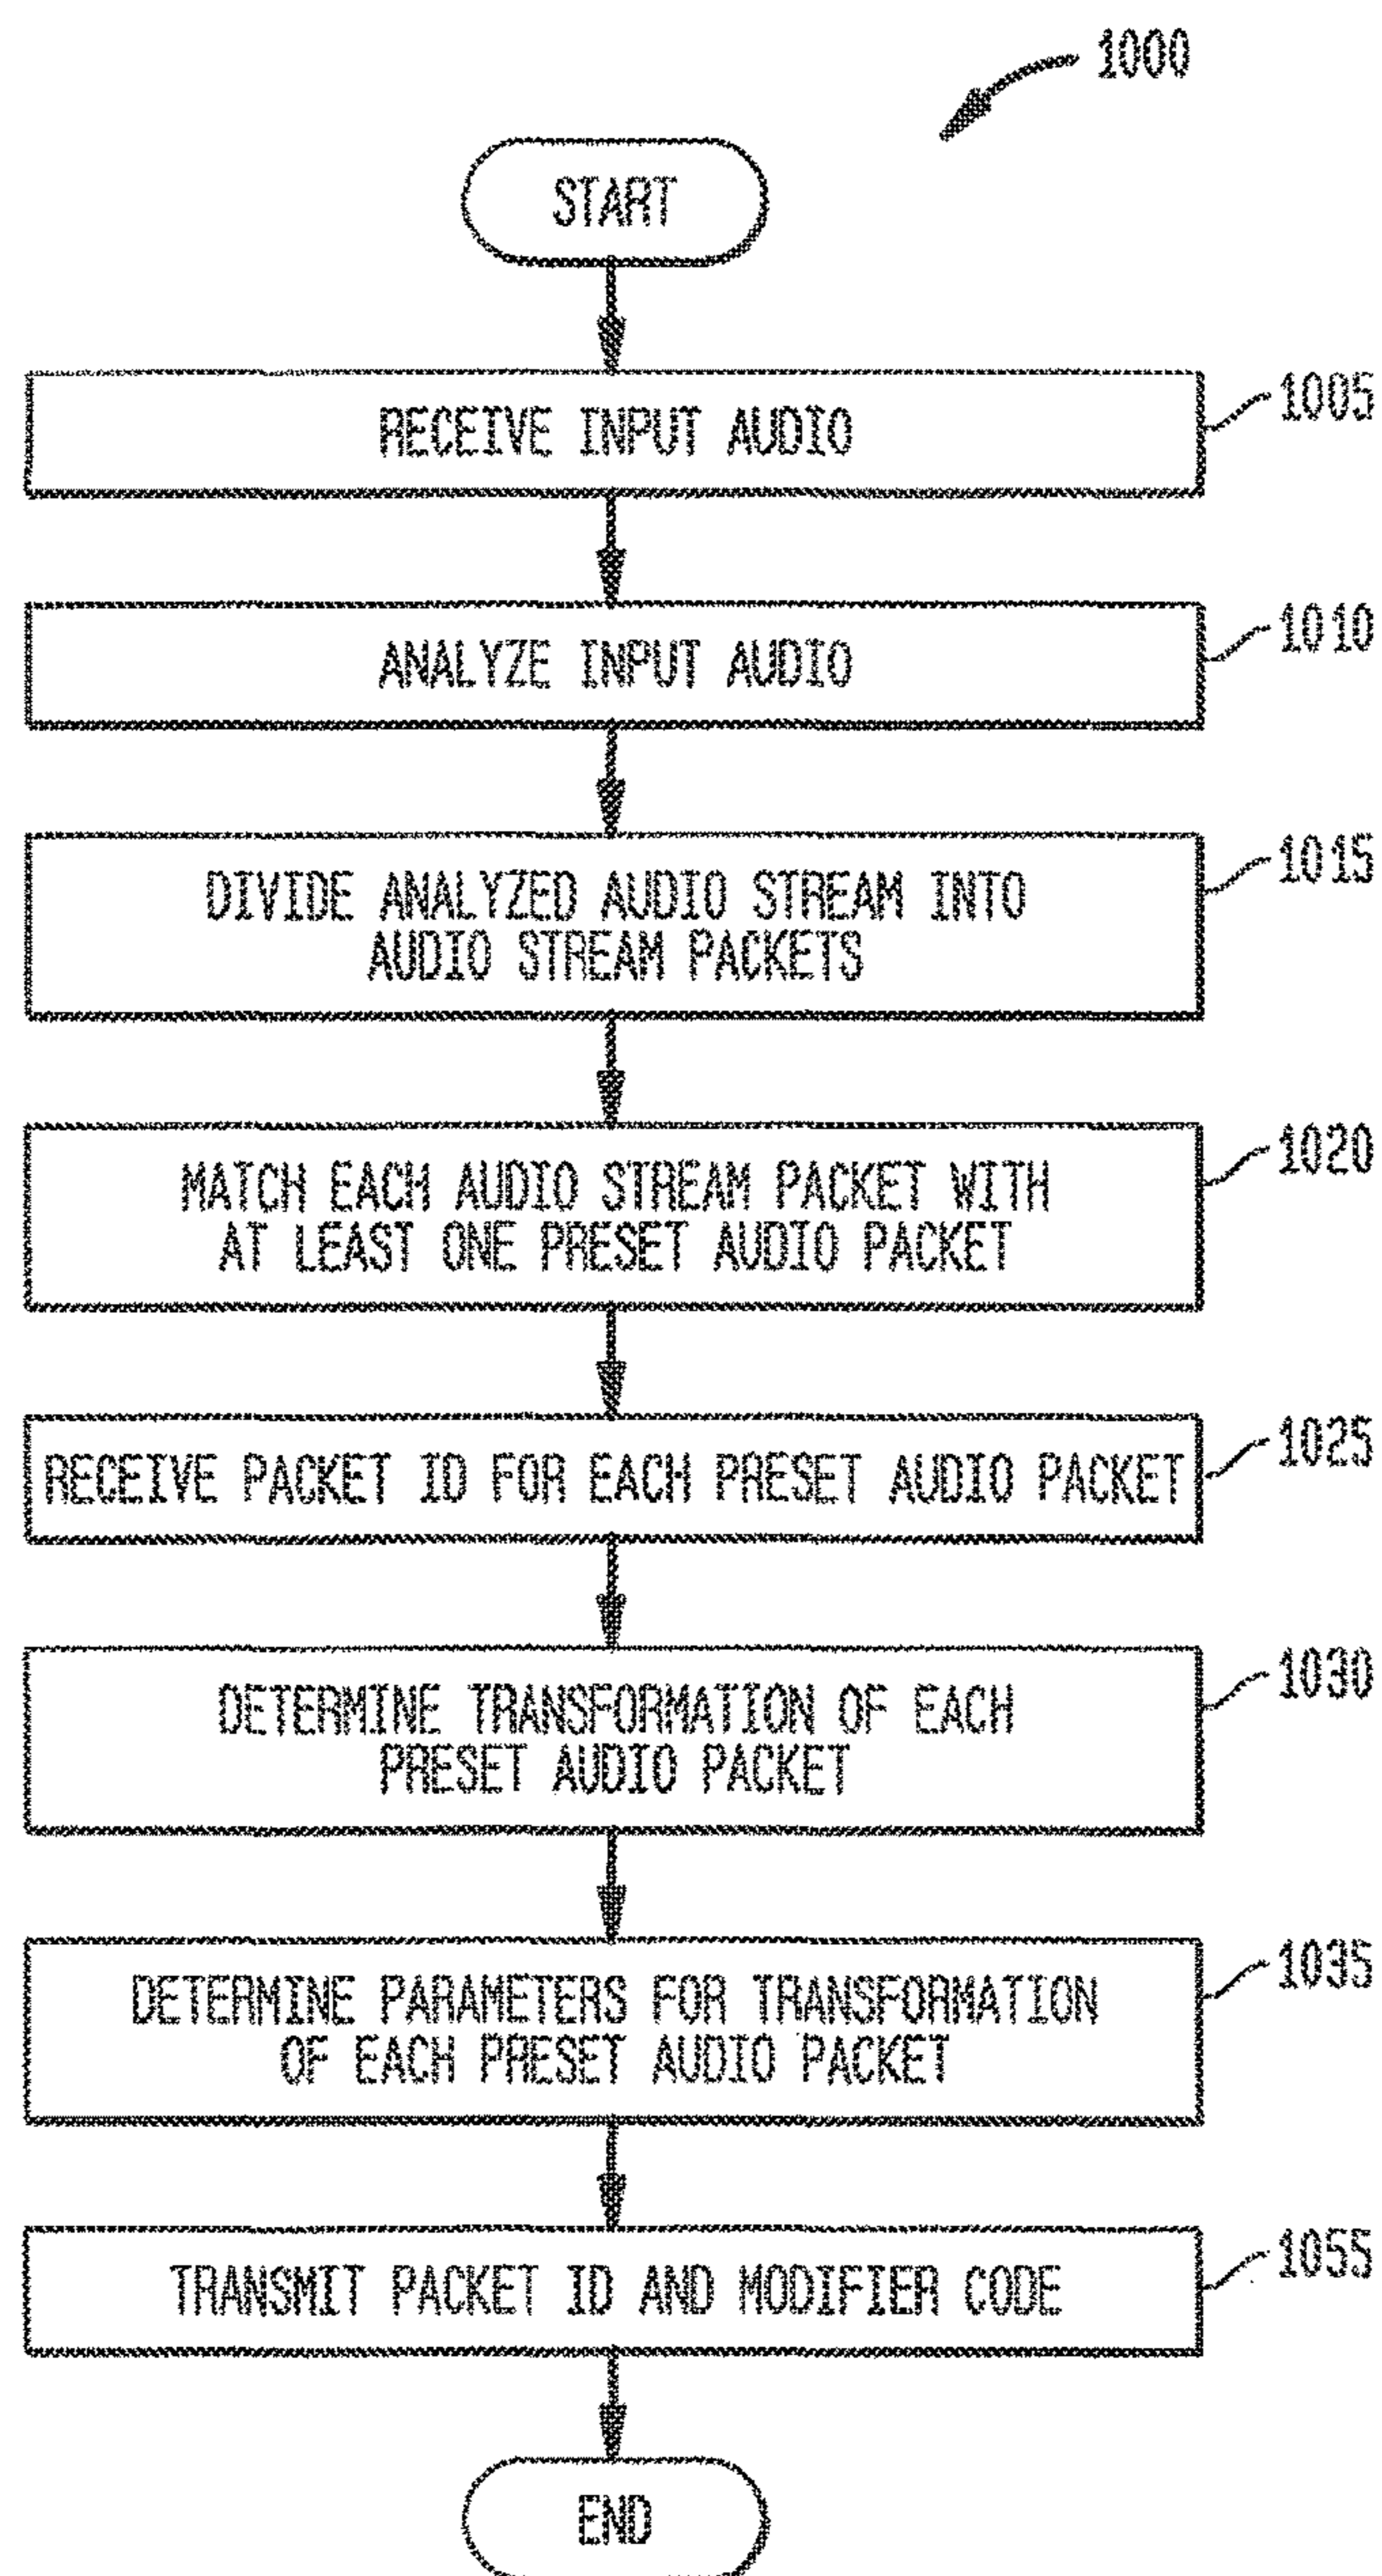 1000
START
RECEIVE INPUT AUDIO
1005
ANALYZE INPUT AUDIO
1010
DIVIDE ANALYZED AUDIO STREAM INTO
AUDIO STREAM PACKETS
1015
MATCH EACH AUDIO STREAM PACKET WITH
AT LEAST ONE PRESET AUDIO PACKET
1020
RECEIVE PACKET ID FOR EACH PRESET AUDIO PACKET
1025
DETERMINE TRANSFORMATION OF EACH
PRESET AUDIO PACKET
1030
DETERMINE PARAMETERS FOR TRANSFORMATION
OF EACH PRESET AUDIO PACKET
1035
TRANSMIT PACKET ID AND MODIFIER CODE
1055
END